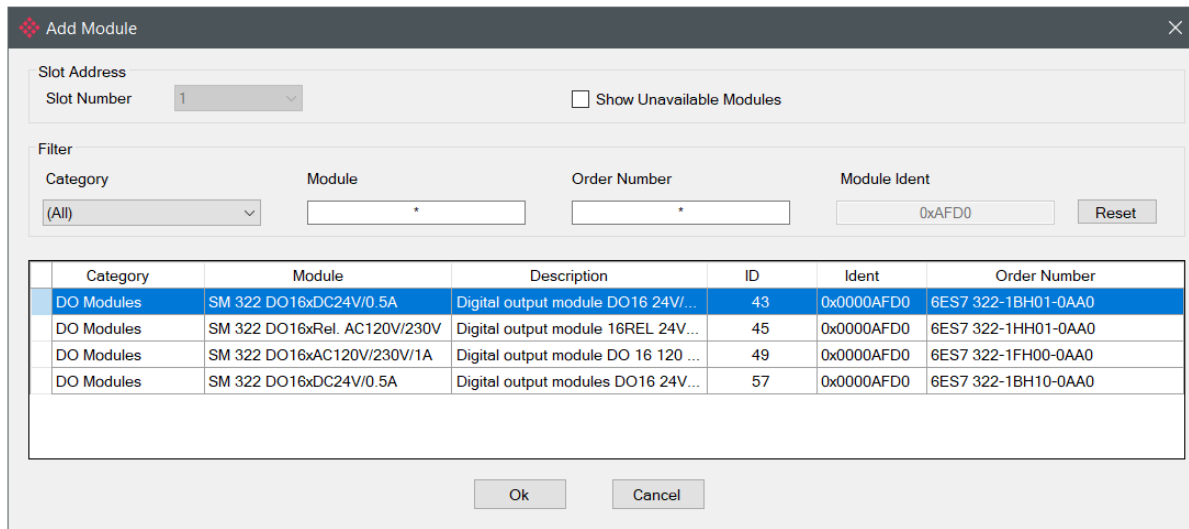 Add Module
Slot Address
Slot Number 1 Show Unavailable Modules
Filter
Category Module Order Number Module Ident
(All) * * 0xAFD0 Reset
Category Module Description ID Ident Order Number
DO Modules SM 322 DO16xDC24V/0.5A Digital output module DO16 24V/... 43 0x0000AFD0 6ES7 322-1BH01-0AA0
DO Modules SM 322 DO16xRel. AC120V/230V Digital output module 16REL 24V... 45 0x0000AFD0 6ES7 322-1HH01-0AA0
DO Modules SM 322 DO16xAC120V/230V/1A Digital output module DO 16 120 ... 49 0x0000AFD0 6ES7 322-1FH00-0AA0
DO Modules SM 322 DO16xDC24V/0.5A Digital output modules DO16 24V... 57 0x0000AFD0 6ES7 322-1BH10-0AA0
Ok Cancel